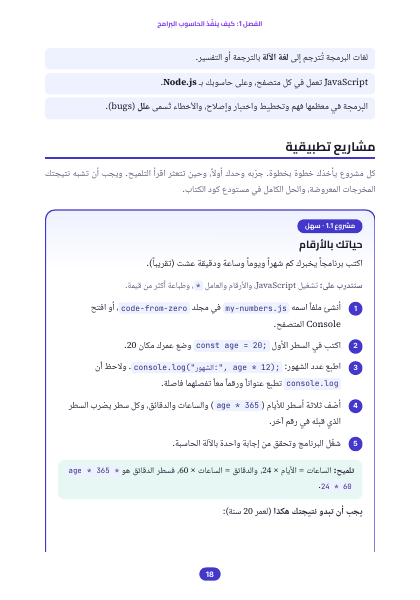 الفصل 1: كيف ينفّذ الحاسوب البرامج
لغات البرمجة تُترجم إلى لغة الآلة بالترجمة أو التفسير.
JavaScript تعمل في كل متصفح، وعلى حاسوبك بـ Node.js.
البرمجة في معظمها فهم وتخطيط واختبار وإصلاح، والأخطاء تُسمى علل (bugs).
مشاريع تطبيقية
كل مشروع يأخذك خطوة بخطوة. جرّبه وحدك أولاً، وحين تتعثر اقرأ التلميح. ويجب أن تشبه نتيجتك
المخرجات المعروضة، والحل الكامل في مستودع كود الكتاب.
مشروع 1.1 · سهل
حياتك بالأرقام
اكتب برنامجاً يخبرك كم شهراً ويوماً وساعة ودقيقة عشت (تقريباً).
ستتدرب على: تشغيل JavaScript والأرقام والعامل * ، وطباعة أكثر من قيمة.
1 أنشئ ملفاً اسمه my-numbers.js في مجلد code-from-zero ، أو افتح
Console المتصفح.
2 اكتب في السطر الأول const age = 20; وضع عمرك مكان 20.
3 اطبع عدد الشهور: console.log("الشهور:", age * 12); . ولاحظ أن
console.log تطبع عنواناً ورقماً معاً تفصلهما فاصلة.
4 أضف ثلاثة أسطر للأيام ( age * 365 ) والساعات والدقائق، وكل سطر يضرب السطر
الذي قبله في رقم آخر.
5 شغّل البرنامج وتحقق من إجابة واحدة بالآلة الحاسبة.
تلميح: الساعات = الأيام × 24، والدقائق = الساعات × 60، فسطر الدقائق هو age * 365 *
24 * 60.
يجب أن تبدو نتيجتك هكذا (لعمر 20 سنة):
18